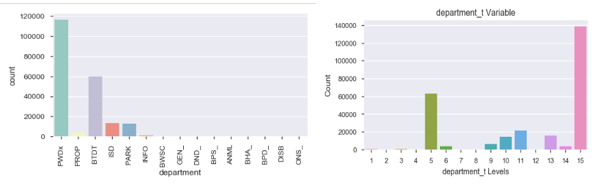 120000
100000
80000
60000
40000
20000
0
count
PWDx PROP BTDT ISD PARK INFO BWSC GEN_ DND_ BPS_ ANML BHA_ BPD_ DISB ONS_
department
department_t Variable
140000
120000
100000
80000
60000
40000
20000
0
Count
1 2 3 4 5 6 7 8 9 10 11 12 13 14 15
department_t Levels